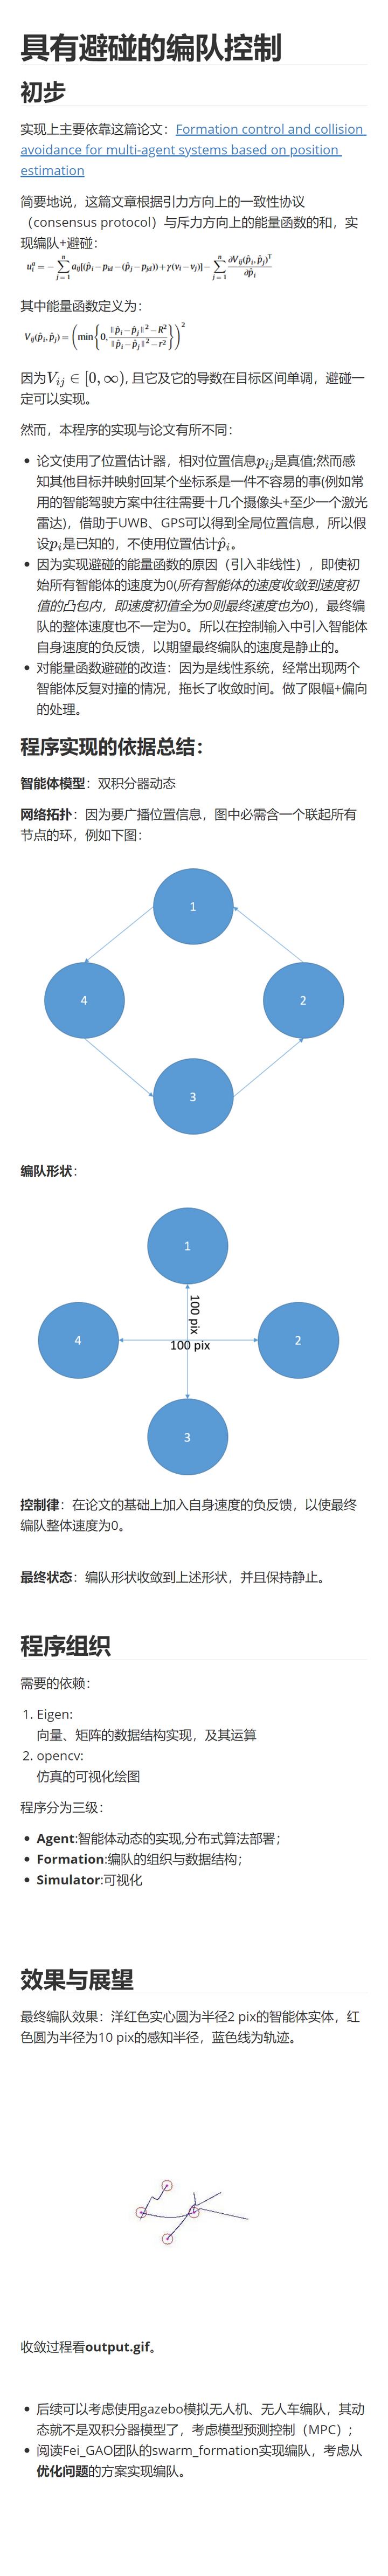 具有避碰的编队控制
初步
实现上主要依靠这篇论文：Formation control and collision
avoidance for multi-agent systems based on position
estimation
简要地说，这篇文章根据引力方向上的一致性协议
（consensus protocol）与斥力方向上的能量函数的和，实
现编队+避碰：
$u_i^\alpha = -\sum_{j=1}^{n} a_{ij}[(\hat{p}_i - p_{id} - (\hat{p}_j - p_{jd})) + \gamma(v_i - v_j)] - \sum_{j=1}^{n} \frac{\partial V_{ij}(\hat{p}_i, \hat{p}_j)^T}{\partial \hat{p}_i}$
其中能量函数定义为：
$V_{ij}(\hat{p}_i, \hat{p}_j) = \left( \min \left\{ 0, \frac{\| \hat{p}_i - \hat{p}_j \|^2 - R^2}{\| \hat{p}_i - \hat{p}_j \|^2 - r^2} \right\} \right)^2$
因为$V_{ij} \in [0, \infty)$, 且它及它的导数在目标区间单调，避碰一
定可以实现。
然而，本程序的实现与论文有所不同：
• 论文使用了位置估计器，相对位置信息$p_{ij}$是真值;然而感
知其他目标并映射回某个坐标系是一件不容易的事(例如常
用的智能驾驶方案中往往需要十几个摄像头+至少一个激光
雷达)，借助于UWB、GPS可以得到全局位置信息，所以假
设$p_i$是已知的，不使用位置估计$\hat{p}_i$。
• 因为实现避碰的能量函数的原因（引入非线性），即使初
始所有智能体的速度为0(所有智能体的速度收敛到速度初
值的凸包内，即速度初值全为0则最终速度也为0)，最终编
队的整体速度也不一定为0。所以在控制输入中引入智能体
自身速度的负反馈，以期望最终编队的速度是静止的。
• 对能量函数避碰的改造：因为是线性系统，经常出现两个
智能体反复对撞的情况，拖长了收敛时间。做了限幅+偏向
的处理。
程序实现的依据总结：
智能体模型：双积分器动态
网络拓扑：因为要广播位置信息，图中必需含一个联起所有
节点的环，例如下图：
1
4
2
3
编队形状：
1
100 pix
4
2
100 pix
3
控制律：在论文的基础上加入自身速度的负反馈，以使最终
编队整体速度为0。
最终状态：编队形状收敛到上述形状，并且保持静止。
程序组织
需要的依赖：
1. Eigen:
向量、矩阵的数据结构实现，及其运算
2. opencv:
仿真的可视化绘图
程序分为三级：
• Agent:智能体动态的实现,分布式算法部署；
• Formation:编队的组织与数据结构；
• Simulator:可视化
效果与展望
最终编队效果：洋红色实心圆为半径2 pix的智能体实体，红
色圆为半径为10 pix的感知半径，蓝色线为轨迹。
收敛过程看output.gif。
• 后续可以考虑使用gazebo模拟无人机、无人车编队，其动
态就不是双积分器模型了，考虑模型预测控制（MPC）；
• 阅读Fei_GAO团队的swarm_formation实现编队，考虑从
优化问题的方案实现编队。